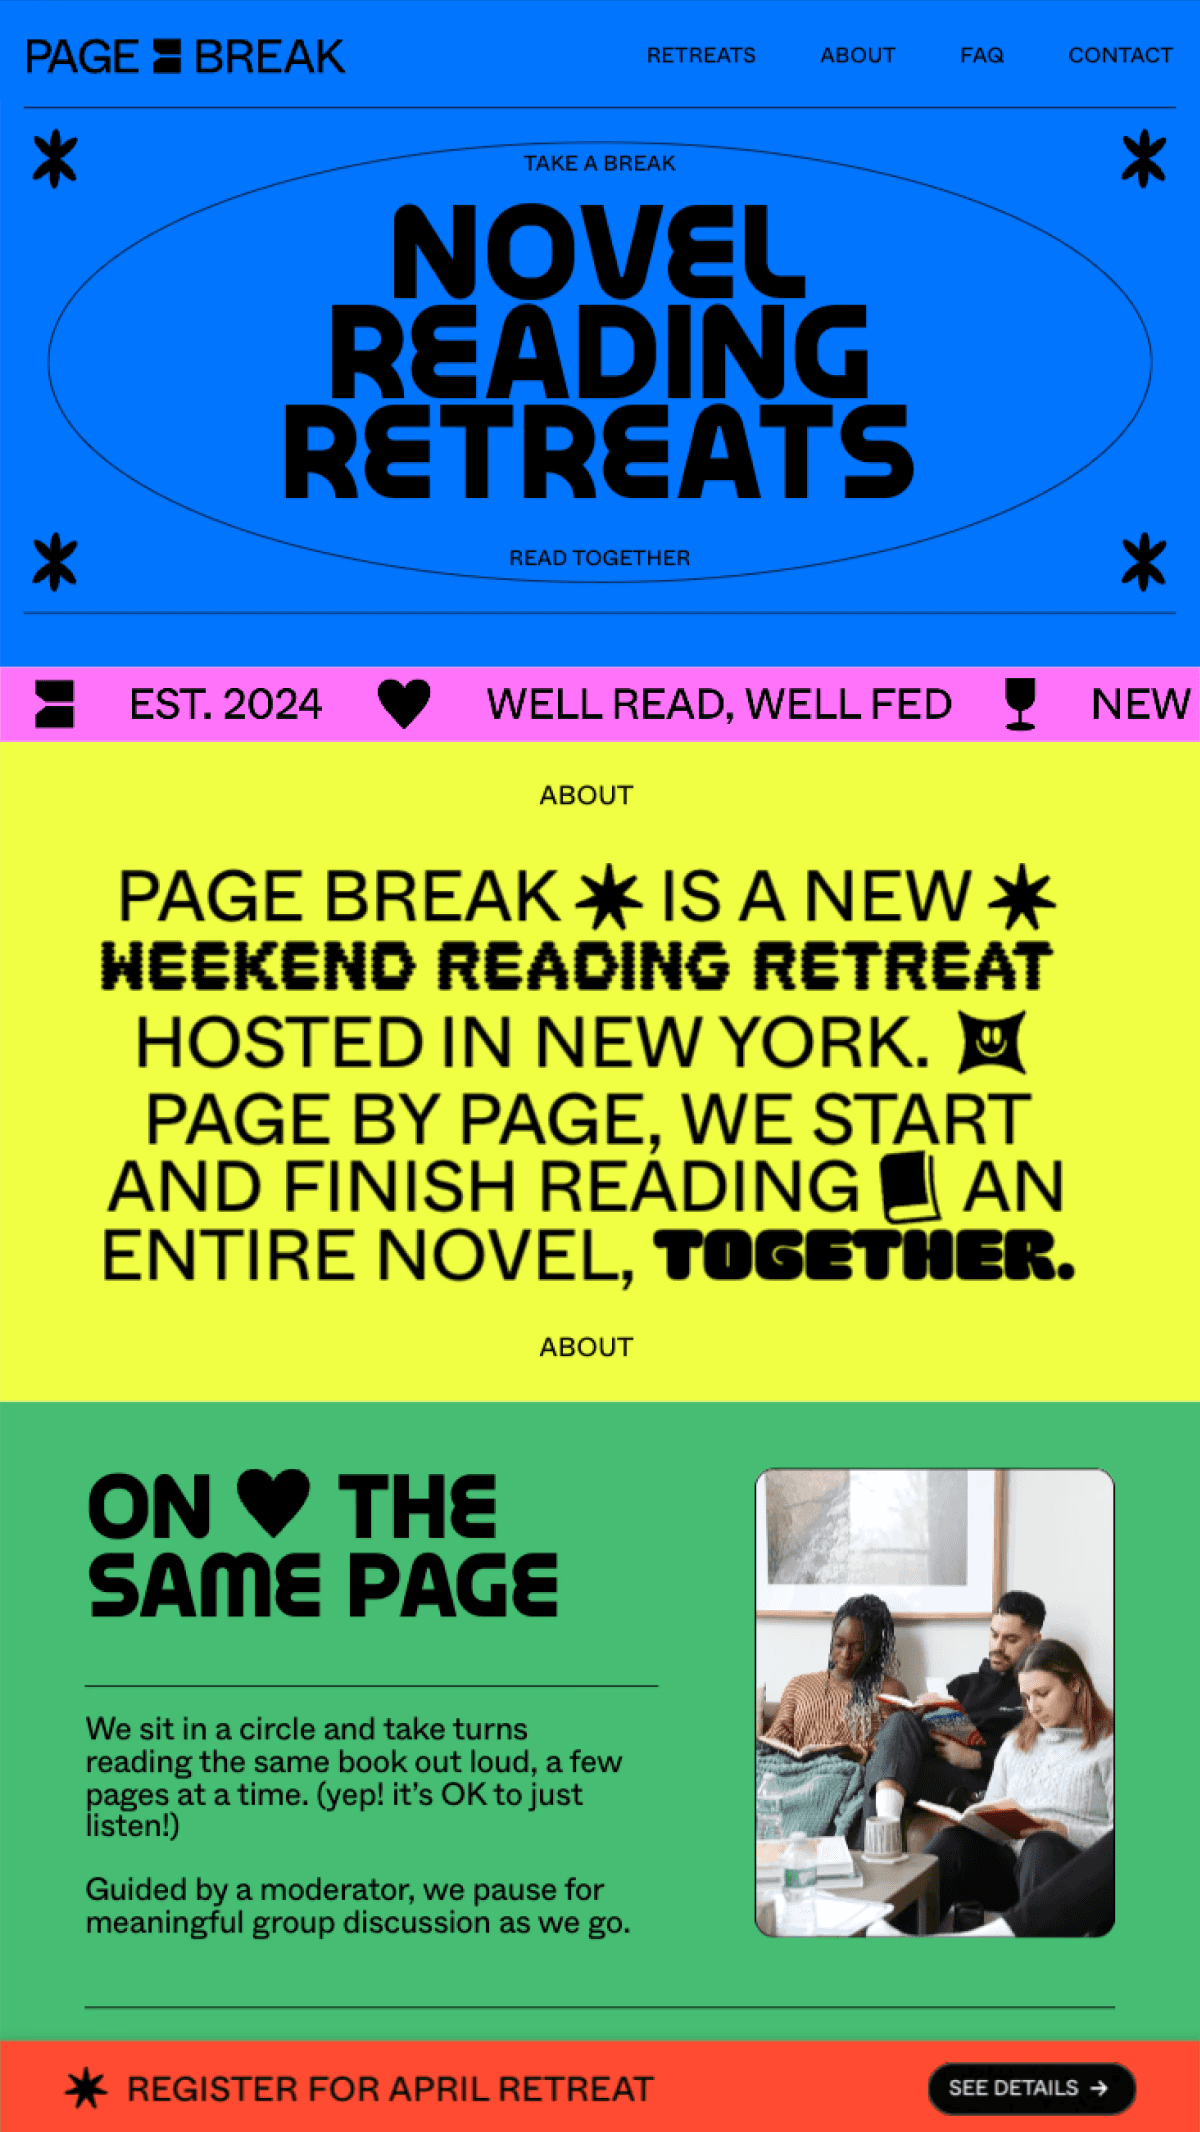 PAGE BREAK
RETREATS ABOUT FAQ CONTACT
TAKE A BREAK
NOVEL
READING
RETREATS
READ TOGETHER
EST. 2024 WELL READ, WELL FED NEW
ABOUT
PAGE BREAK IS A NEW
WEEKEND READING RETREAT
HOSTED IN NEW YORK.
PAGE BY PAGE, WE START
AND FINISH READING AN
ENTIRE NOVEL, TOGETHER.
ABOUT
ON THE
SAME PAGE
We sit in a circle and take turns
reading the same book out loud, a few
pages at a time. (yep! it’s OK to just
listen!)
Guided by a moderator, we pause for
meaningful group discussion as we go.
REGISTER FOR APRIL RETREAT
SEE DETAILS →